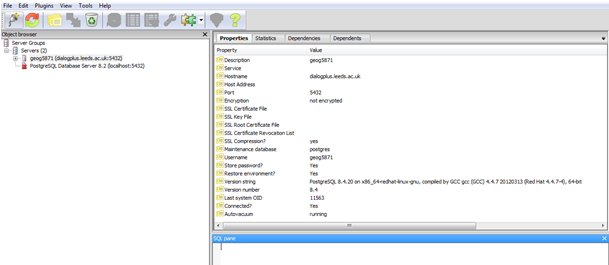 File Edit Plugins View Tools Help
Object browser
Server Groups
Servers (2)
geog5871 (dialogplus.leeds.ac.uk:5432)
PostgreSQL Database Server 8.2 (localhost:5432)
Properties Statistics Dependencies Dependents
Property Value
Description geog5871
Service
Hostname dialogplus.leeds.ac.uk
Host Address
Port 5432
Encryption not encrypted
SSL Certificate File
SSL Key File
SSL Root Certificate File
SSL Certificate Revocation List
SSL Compression? yes
Maintenance database postgres
Username geog5871
Store password? Yes
Restore environment? Yes
Version string PostgreSQL 8.4.20 on x86_64-redhat-linux-gnu, compiled by GCC gcc (GCC) 4.4.7 20120313 (Red Hat 4.4.7-4), 64-bit
Version number 8.4
Last system OID 11563
Connected? Yes
Autovacuum running
SQL pane